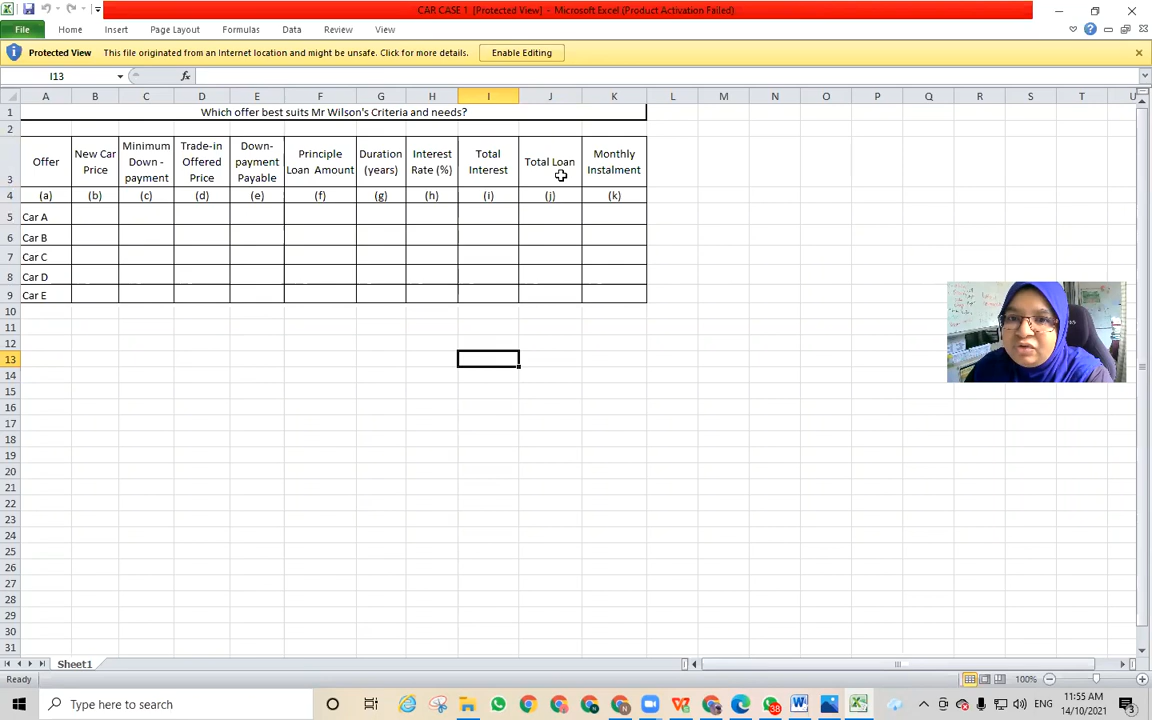 CAR CASE 1 [Protected View] - Microsoft Excel (Product Activation Failed)
File Home Insert Page Layout Formulas Data Review View
Protected View This file originated from an Internet location and might be unsafe. Click for more details. Enable Editing
I13 fx
A B C D E F G H I J K L M N O P Q R S T U
1 Which offer best suits Mr Wilson's Criteria and needs?
2
3 Offer New Car Price Minimum Down - payment Trade-in Offered Price Down- payment Payable Principle Loan Amount Duration (years) Interest Rate (%) Total Interest Total Loan Monthly Instalment
4 (a) (b) (c) (d) (e) (f) (g) (h) (i) (j) (k)
5 Car A
6 Car B
7 Car C
8 Car D
9 Car E
10
11
12
13
14
15
16
17
18
19
20
21
22
23
24
25
26
27
28
29
30
31
Sheet1
Ready 100%
Type here to search 38 ENG 11:55 AM
14/10/2021 3